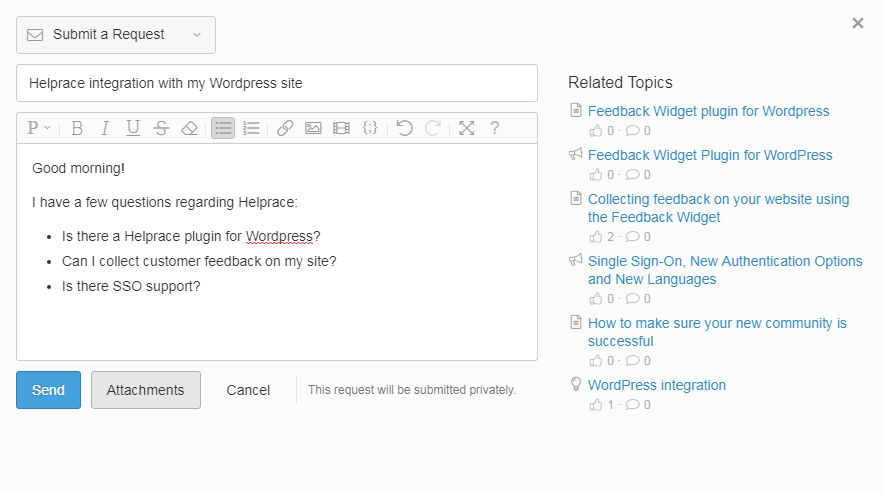 Submit a Request
Helprace integration with my Wordpress site
P B I U S {;} ?
Good morning!
I have a few questions regarding Helprace:
• Is there a Helprace plugin for Wordpress?
• Can I collect customer feedback on my site?
• Is there SSO support?
Send Attachments Cancel This request will be submitted privately.
Related Topics
Feedback Widget plugin for Wordpress
0 · 0
Feedback Widget Plugin for WordPress
0 · 0
Collecting feedback on your website using
the Feedback Widget
2 · 0
Single Sign-On, New Authentication Options
and New Languages
0 · 0
How to make sure your new community is
successful
0 · 0
WordPress integration
1 · 0